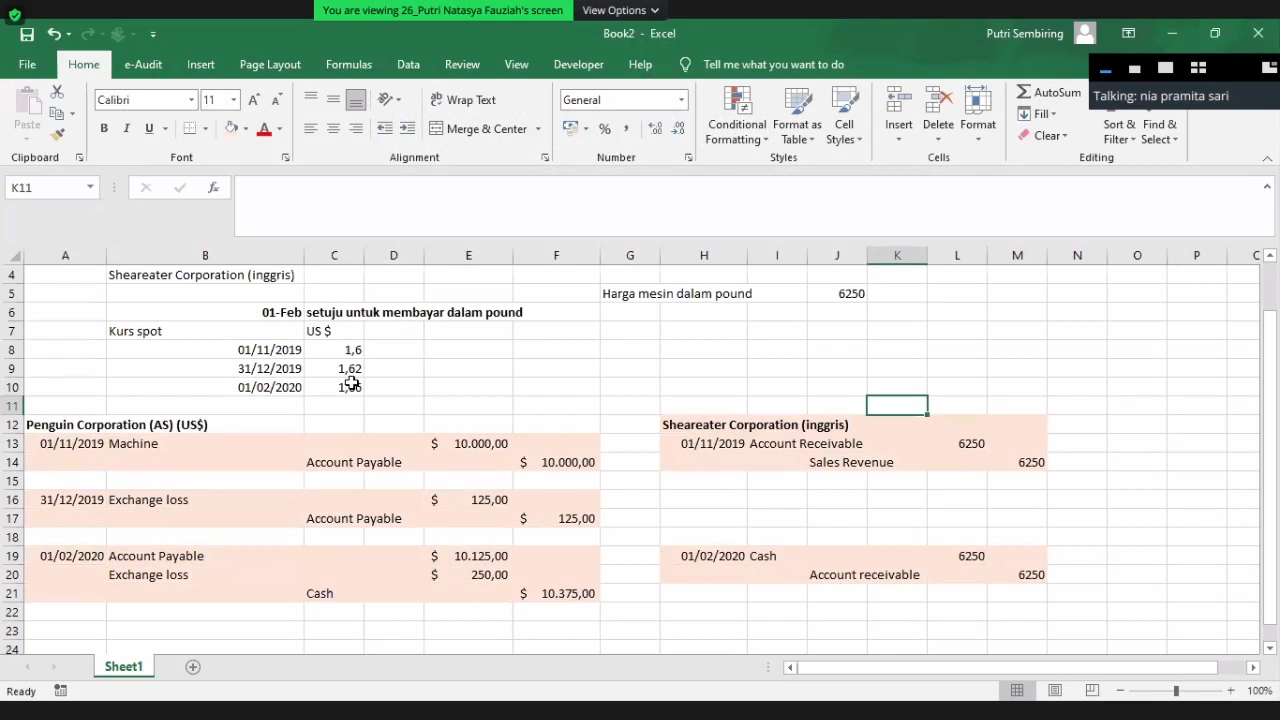 You are viewing 26_Putri Natasya Fauziah's screen View Options
Book2 - Excel Putri Sembiring
File Home e-Audit Insert Page Layout Formulas Data Review View Developer Help Tell me what you want to do
Talking: nia pramita sari
Paste Calibri 11 B I U Wrap Text Merge & Center General % Conditional Formatting Format as Table Cell Styles Insert Delete Format AutoSum Fill Clear Sort & Filter Find & Select
Clipboard Font Alignment Number Styles Cells Editing
K11 fx
A B C D E F G H I J K L M N O P Q
4 Sheareater Corporation (inggris)
5 Harga mesin dalam pound 6250
6 01-Feb setuju untuk membayar dalam pound
7 Kurs spot US $
8 01/11/2019 1,6
9 31/12/2019 1,62
10 01/02/2020
11
12 Penguin Corporation (AS) (US$) Sheareater Corporation (inggris)
13 01/11/2019 Machine $ 10.000,00 01/11/2019 Account Receivable 6250
14 Account Payable $ 10.000,00 Sales Revenue 6250
15
16 31/12/2019 Exchange loss $ 125,00
17 Account Payable $ 125,00
18
19 01/02/2020 Account Payable $ 10.125,00 01/02/2020 Cash 6250
20 Exchange loss $ 250,00 Account receivable 6250
21 Cash $ 10.375,00
22
23
24
Sheet1
Ready 100%